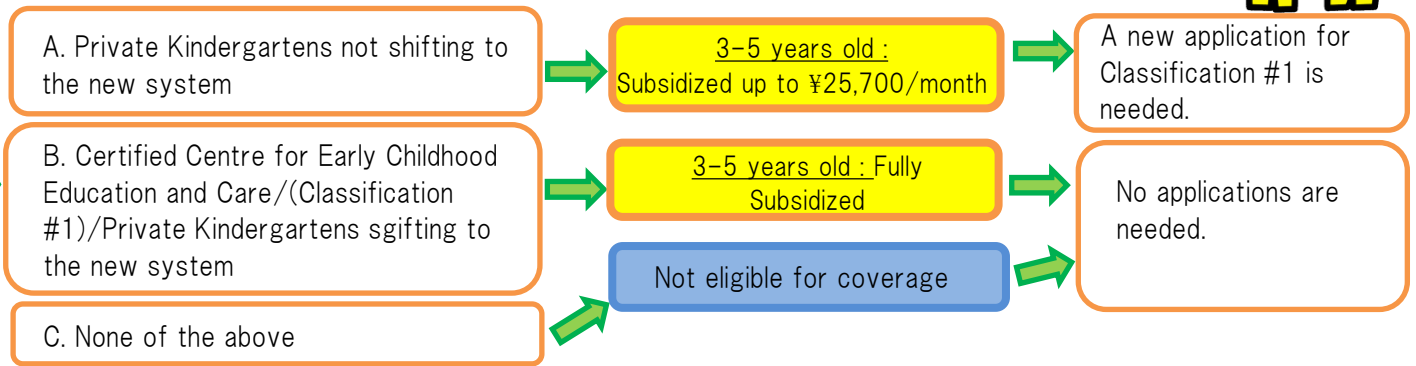 A. Private Kindergartens not shifting to
the new system
3-5 years old :
Subsidized up to ¥25,700/month
A new application for
Classification #1 is
needed.
B. Certified Centre for Early Childhood
Education and Care/(Classification
#1)/Private Kindergartens sgifting to
the new system
3-5 years old : Fully
Subsidized
No applications are
needed.
Not eligible for coverage
C. None of the above